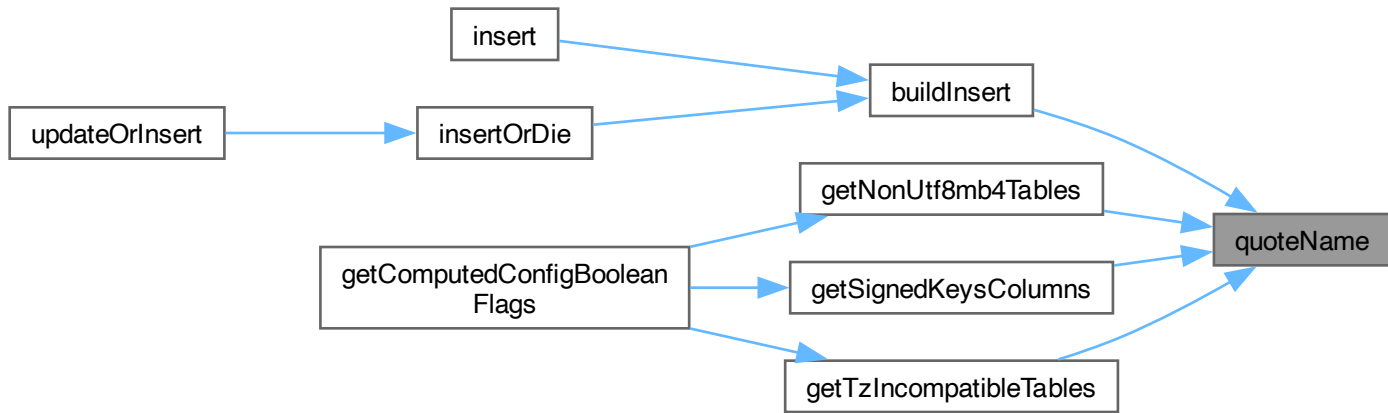 insert
buildInsert
updateOrInsert
insertOrDie
getNonUtf8mb4Tables
quoteName
getComputedConfigBoolean
Flags
getSignedKeysColumns
getTzIncompatibleTables